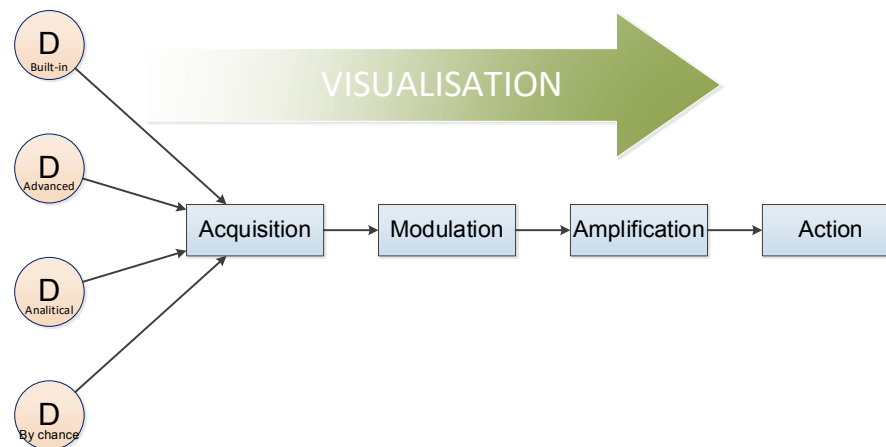 D
Built-in
VISUALISATION
D
Advanced
Acquisition
Modulation
Amplification
Action
D
Analitical
D
By chance